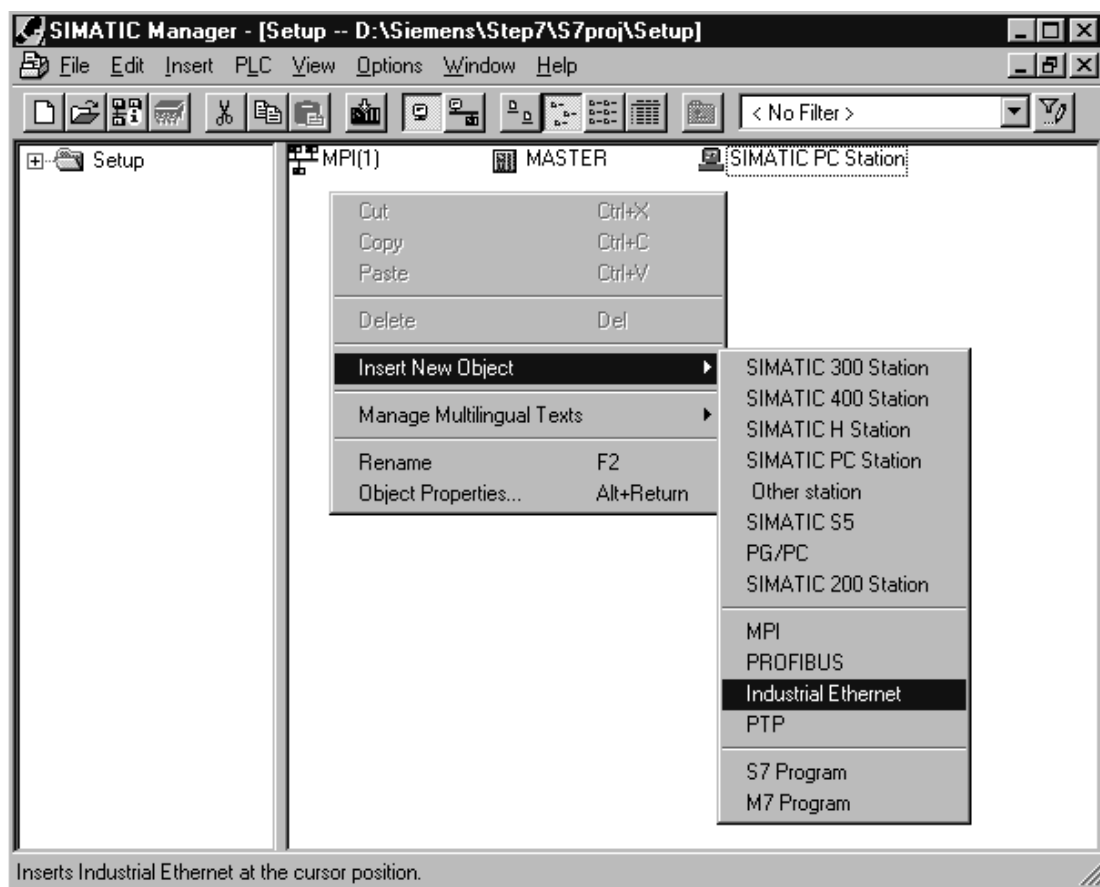 SIMATIC Manager - [Setup -- D:\Siemens\Step7\S7proj\Setup]
File Edit Insert PLC View Options Window Help
< No Filter >
Setup
MPI(1) MASTER SIMATIC PC Station
Cut Ctrl+X
Copy Ctrl+C
Paste Ctrl+V
Delete Del
Insert New Object
Manage Multilingual Texts
Rename F2
Object Properties... Alt+Return
SIMATIC 300 Station
SIMATIC 400 Station
SIMATIC H Station
SIMATIC PC Station
Other station
SIMATIC S5
PG/PC
SIMATIC 200 Station
MPI
PROFIBUS
Industrial Ethernet
PTP
S7 Program
M7 Program
Inserts Industrial Ethernet at the cursor position.